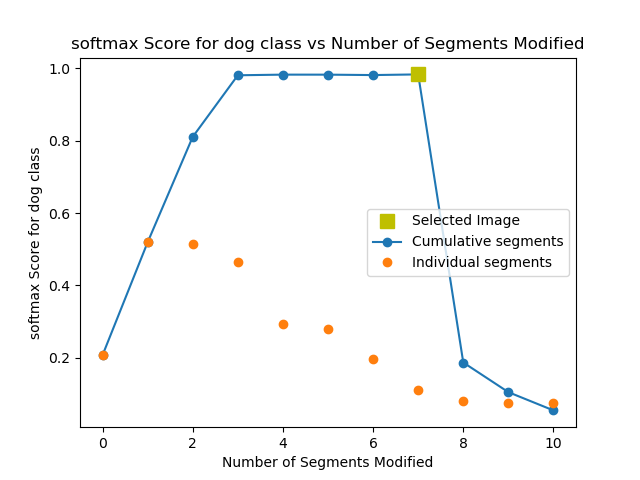 softmax Score for dog class vs Number of Segments Modified
softmax Score for dog class
1.0
0.8
0.6
0.4
0.2
Selected Image
Cumulative segments
Individual segments
0 2 4 6 8 10
Number of Segments Modified